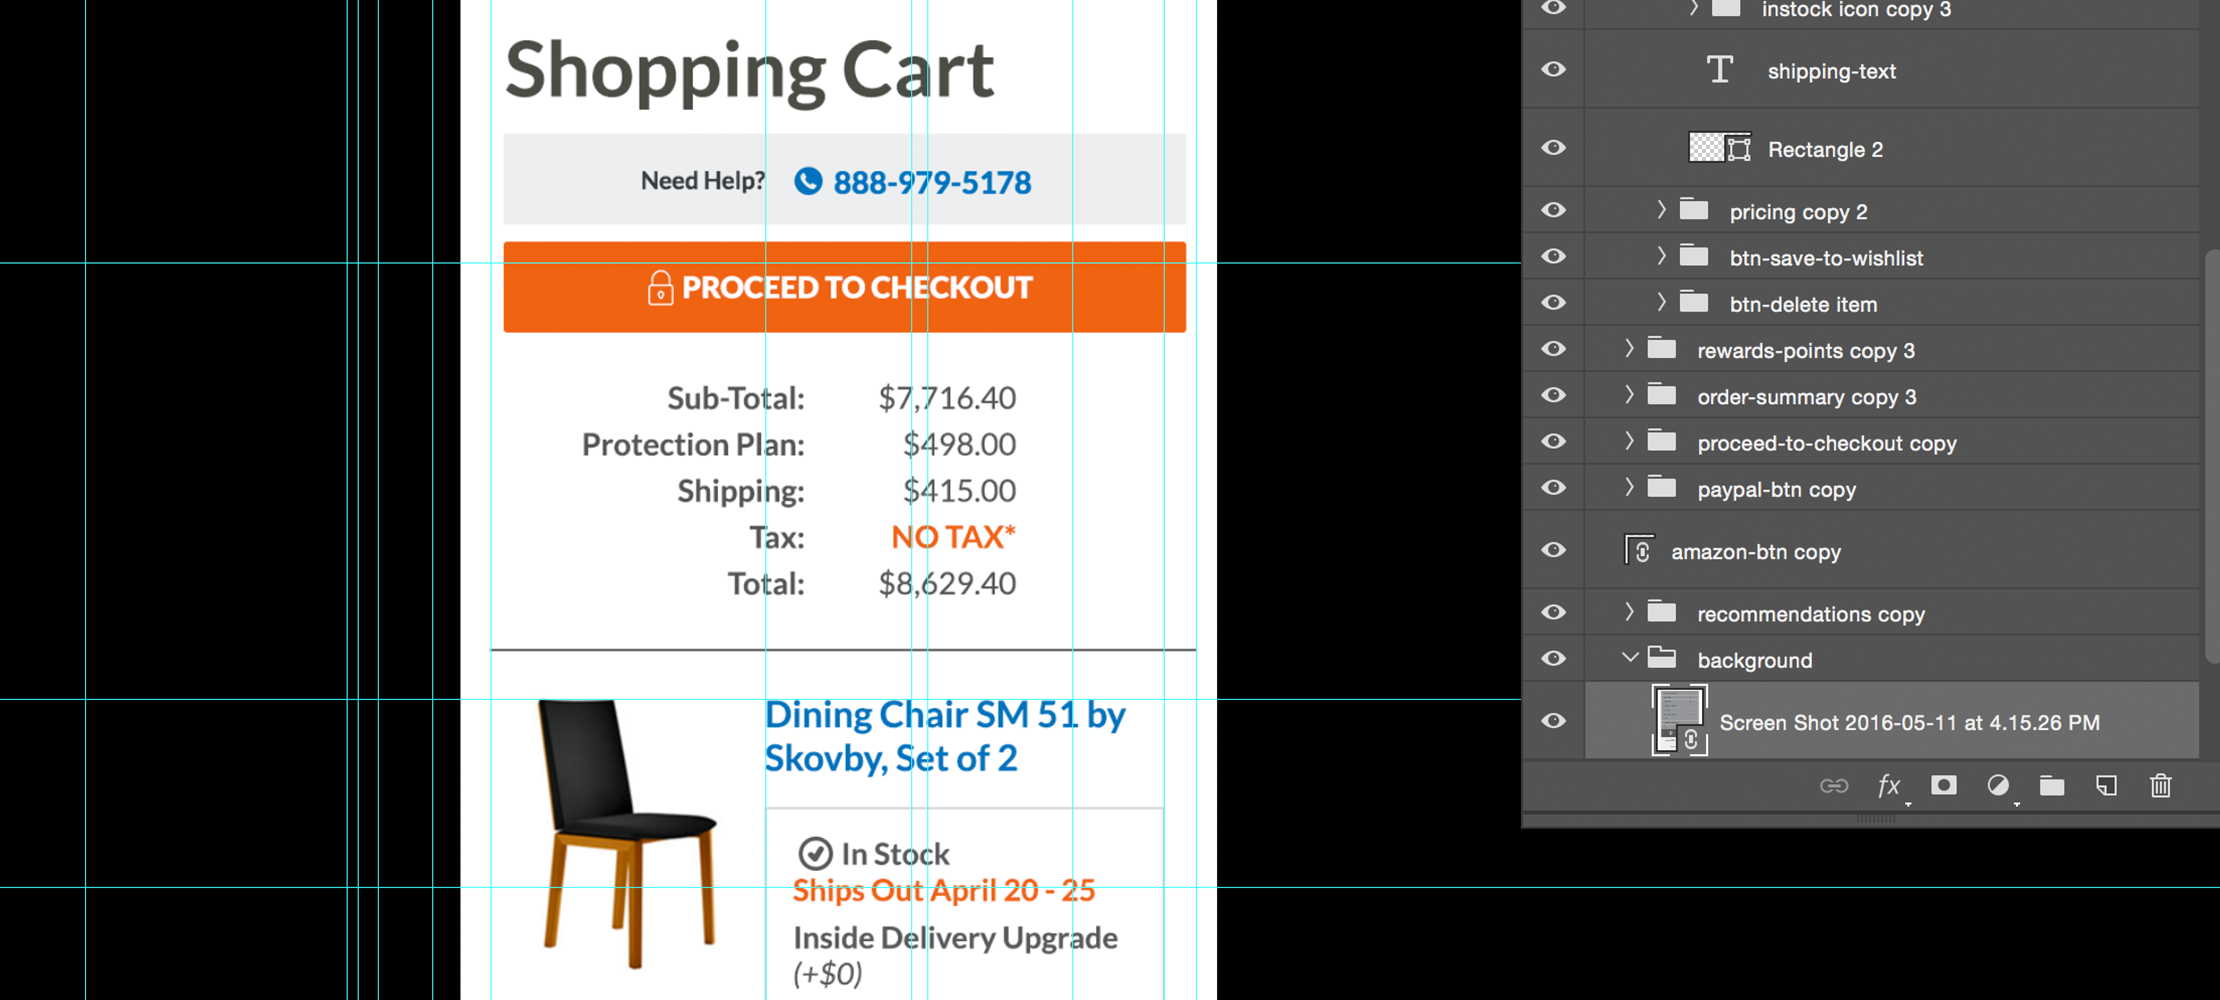 Shopping Cart
Need Help? 888-979-5178
PROCEED TO CHECKOUT
Sub-Total: $7,716.40
Protection Plan: $498.00
Shipping: $415.00
Tax: NO TAX*
Total: $8,629.40
Dining Chair SM 51 by
Skovby, Set of 2
In Stock
Ships Out April 20 - 25
Inside Delivery Upgrade
(+$0)
instock icon copy 3
shipping-text
Rectangle 2
pricing copy 2
btn-save-to-wishlist
btn-delete item
rewards-points copy 3
order-summary copy 3
proceed-to-checkout copy
paypal-btn copy
amazon-btn copy
recommendations copy
background
Screen Shot 2016-05-11 at 4.15.26 PM
fx